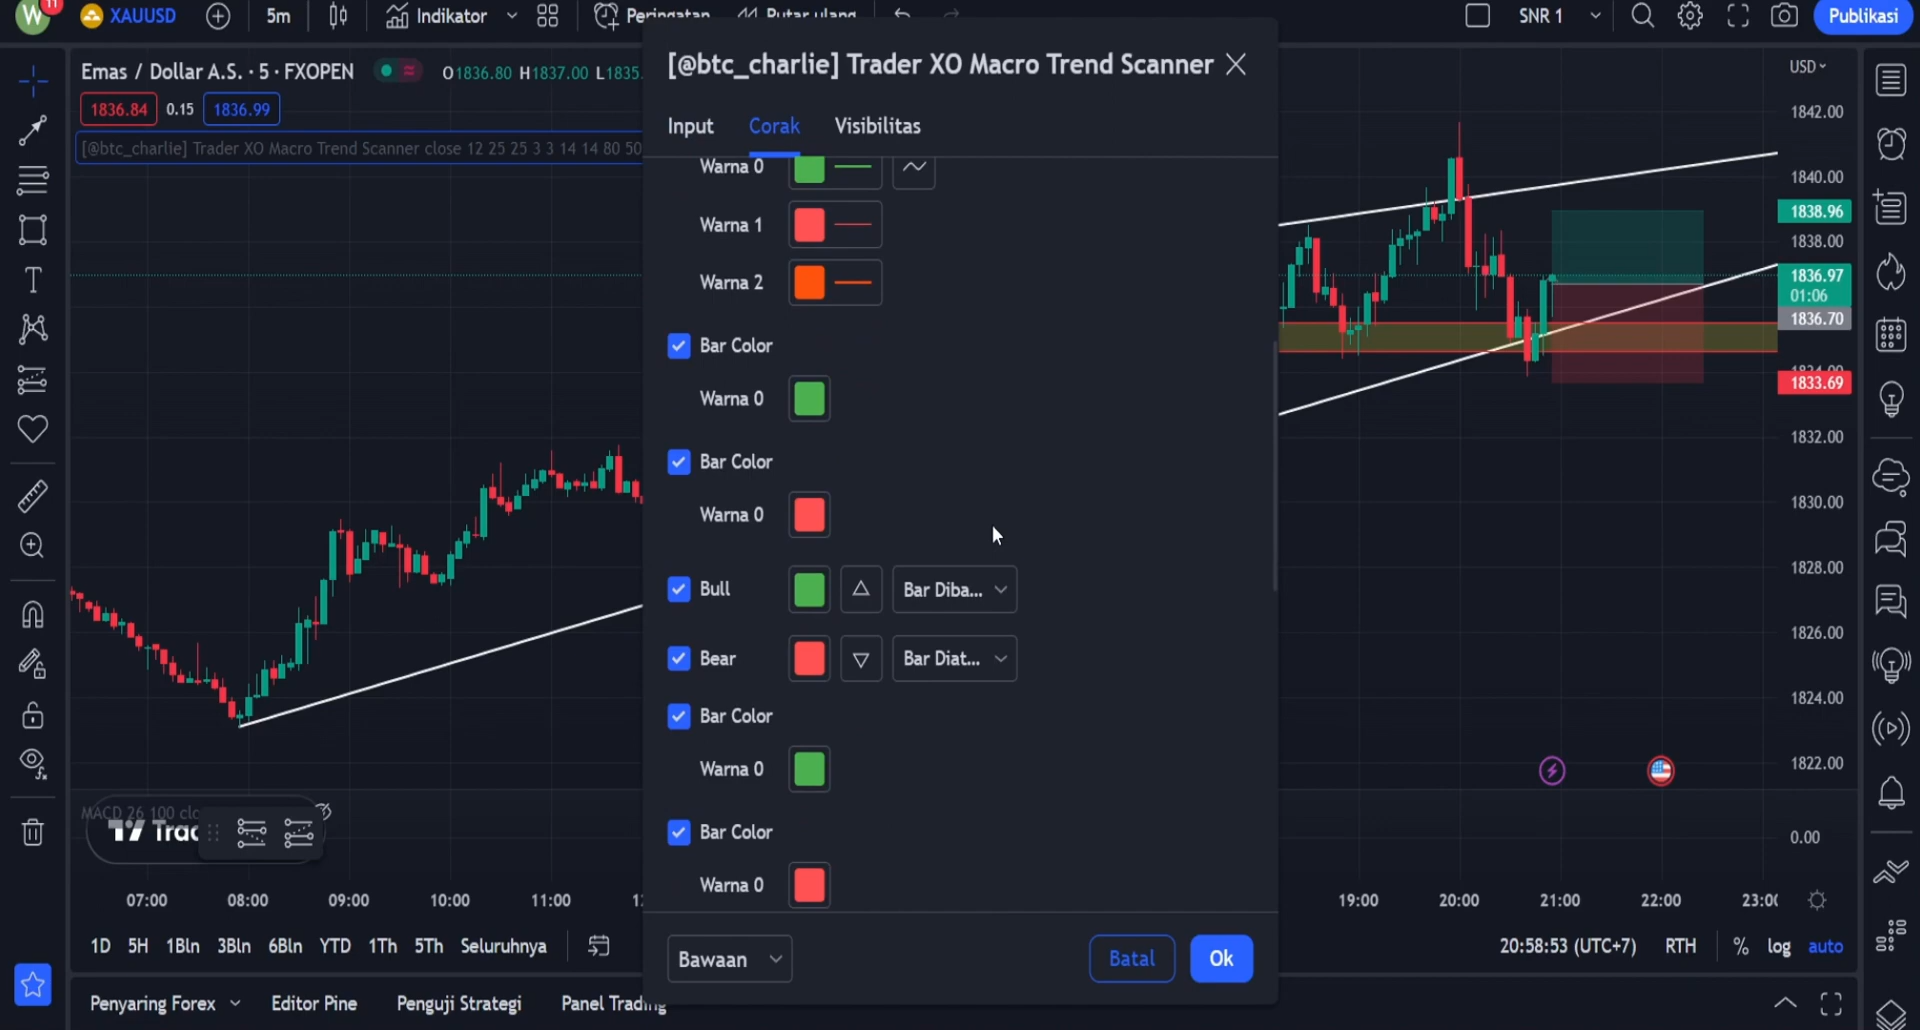 W
11
XAUUSD
5m
Indikator
Peringatan
Putar ulang
SNR 1
Publikasi
Emas / Dollar A.S. · 5 · FXOPEN
O1836.80 H1837.00 L1835.
1836.84
0.15
1836.99
[@btc_charlie] Trader XO Macro Trend Scanner close 12 25 25 3 3 14 14 80 50
[@btc_charlie] Trader XO Macro Trend Scanner
Input
Corak
Visibilitas
Warna 0
Warna 1
Warna 2
Bar Color
Warna 0
Bar Color
Warna 0
Bull
Bar Diba...
Bear
Bar Diat...
Bar Color
Warna 0
Bar Color
Warna 0
Bawaan
Batal
Ok
USD
1842.00
1840.00
1838.96
1838.00
1836.97
01:06
1836.70
1833.69
1832.00
1830.00
1828.00
1826.00
1824.00
1822.00
0.00
MACD 26 100 clo
Trac
07:00
08:00
09:00
10:00
11:00
19:00
20:00
21:00
22:00
23:0
1D
5H
1Bln
3Bln
6Bln
YTD
1Th
5Th
Seluruhnya
20:58:53 (UTC+7)
RTH
%
log
auto
Penyaring Forex
Editor Pine
Penguji Strategi
Panel Trading